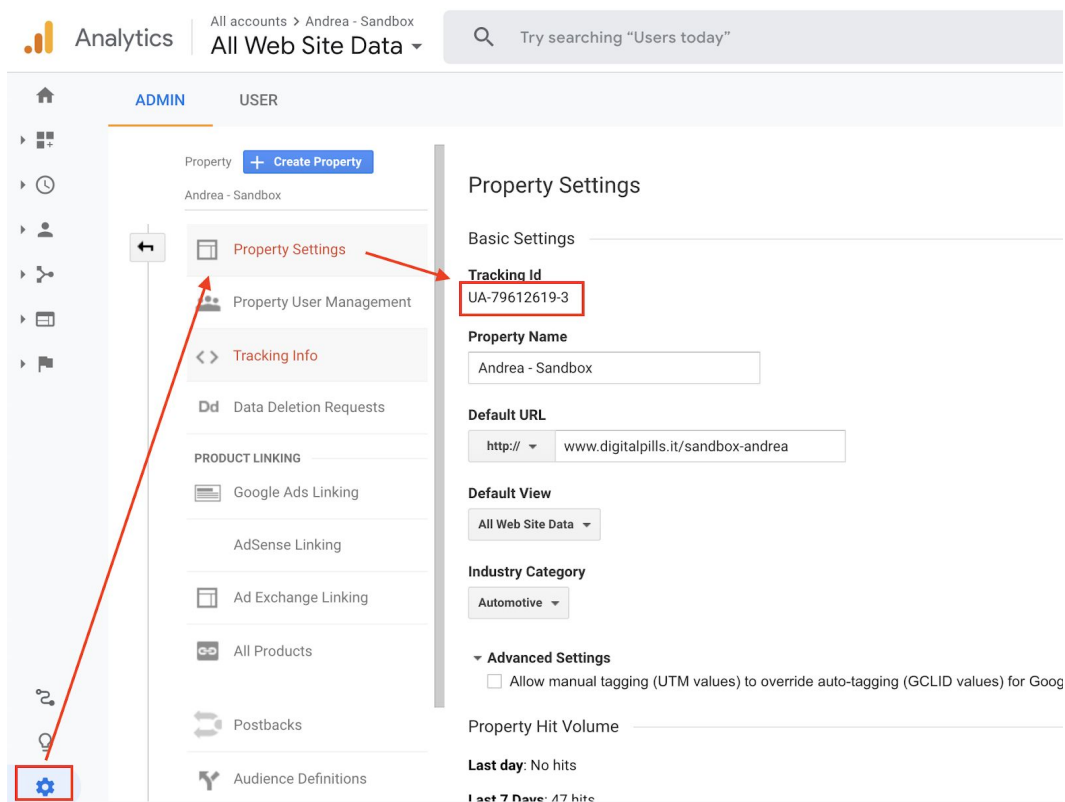 Analytics
All accounts > Andrea - Sandbox
All Web Site Data
Try searching “Users today”
ADMIN
USER
Property
+ Create Property
Andrea - Sandbox
Property Settings
Property User Management
Tracking Info
Dd Data Deletion Requests
PRODUCT LINKING
Google Ads Linking
AdSense Linking
Ad Exchange Linking
All Products
Postbacks
Audience Definitions
Property Settings
Basic Settings
Tracking Id
UA-79612619-3
Property Name
Andrea - Sandbox
Default URL
http:// www.digitalpills.it/sandbox-andrea
Default View
All Web Site Data
Industry Category
Automotive
Advanced Settings
Allow manual tagging (UTM values) to override auto-tagging (GCLID values) for Goog
Property Hit Volume
Last day: No hits
Last 7 Days: 47 hits